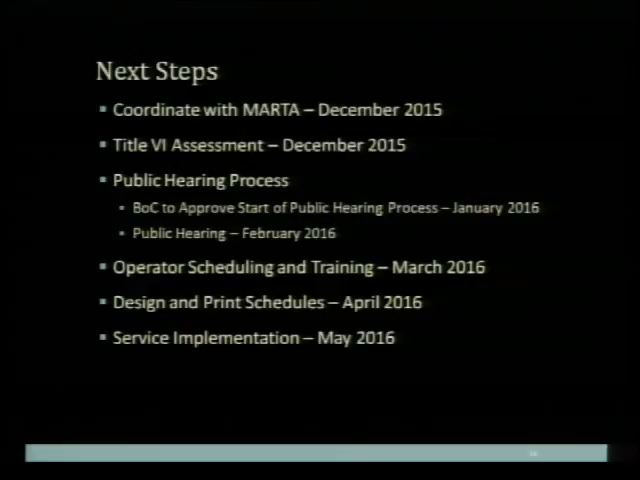 Next Steps
Coordinate with MARTA – December 2015
Title VI Assessment – December 2015
Public Hearing Process
BoC to Approve Start of Public Hearing Process – January 2016
Public Hearing – February 2016
Operator Scheduling and Training – March 2016
Design and Print Schedules – April 2016
Service Implementation – May 2016